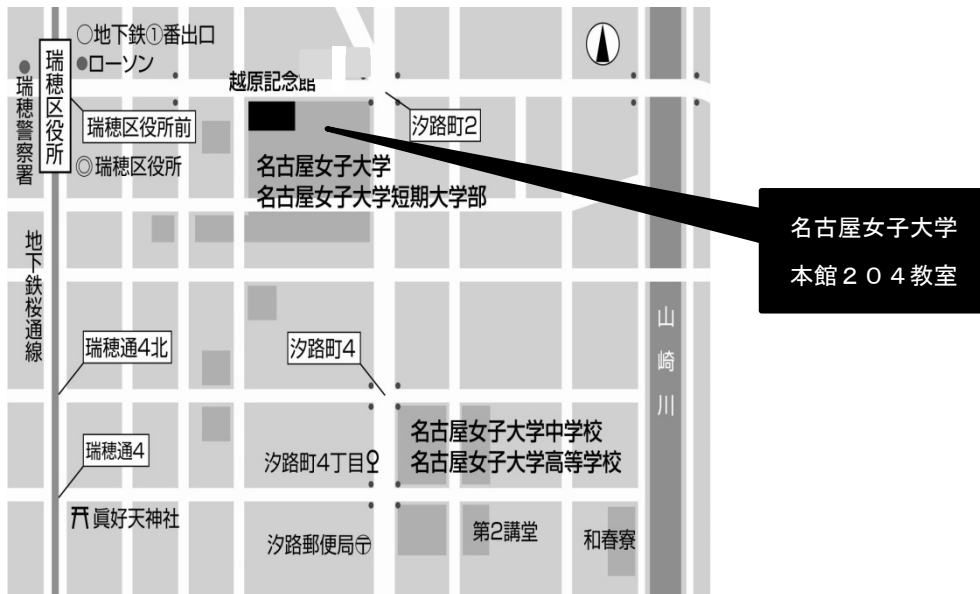 ○地下鉄①番出口
●ローソン
瑞穂区役所
●瑞穂警察署
越原記念館
瑞穂区役所前
汐路町2
◎瑞穂区役所
名古屋女子大学
名古屋女子大学短期大学部
名古屋女子大学
本館204教室
地下鉄桜通線
山崎川
瑞穂通4北
汐路町4
名古屋女子大学中学校
名古屋女子大学高等学校
瑞穂通4
汐路町4丁目
眞好天神社
汐路郵便局〶
第2講堂
和春寮